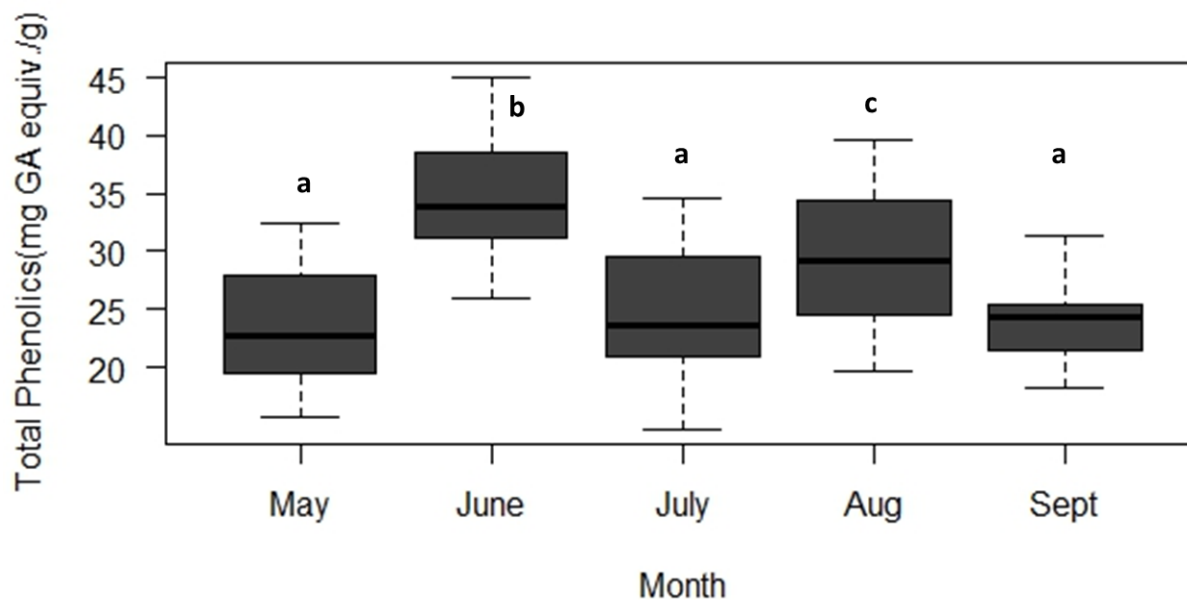 Total Phenolics(mg GA equiv./g)
45
40
35
30
25
20
a
b
a
c
a
May
June
July
Aug
Sept
Month